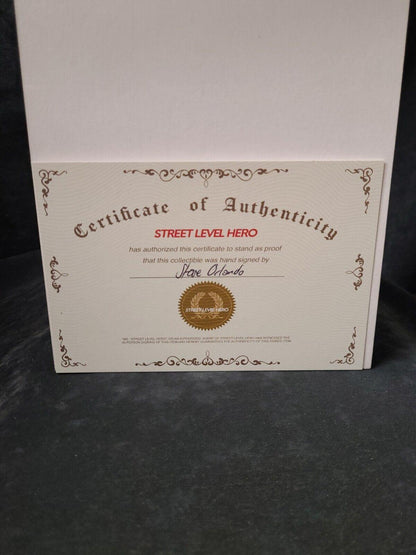 Certificate of Authenticity
STREET LEVEL HERO
has authorized this certificate to stand as proof
that this collectible was hand signed by
Steve Orlando
STREET LEVEL HERO